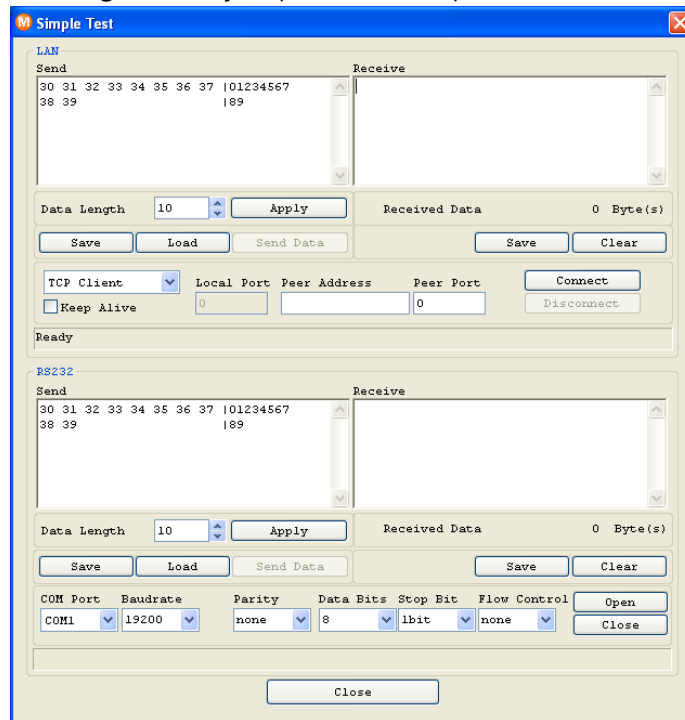 Simple Test
LAN
Send Receive
30 31 32 33 34 35 36 37 |01234567
38 39 |89
Data Length 10 Apply Received Data 0 Byte(s)
Save Load Send Data Save Clear
TCP Client Local Port Peer Address Peer Port Connect
Keep Alive 0 0 Disconnect
Ready
RS232
Send Receive
30 31 32 33 34 35 36 37 |01234567
38 39 |89
Data Length 10 Apply Received Data 0 Byte(s)
Save Load Send Data Save Clear
COM Port Baudrate Parity Data Bits Stop Bit Flow Control Open
COM1 19200 none 8 1bit none Close
Close